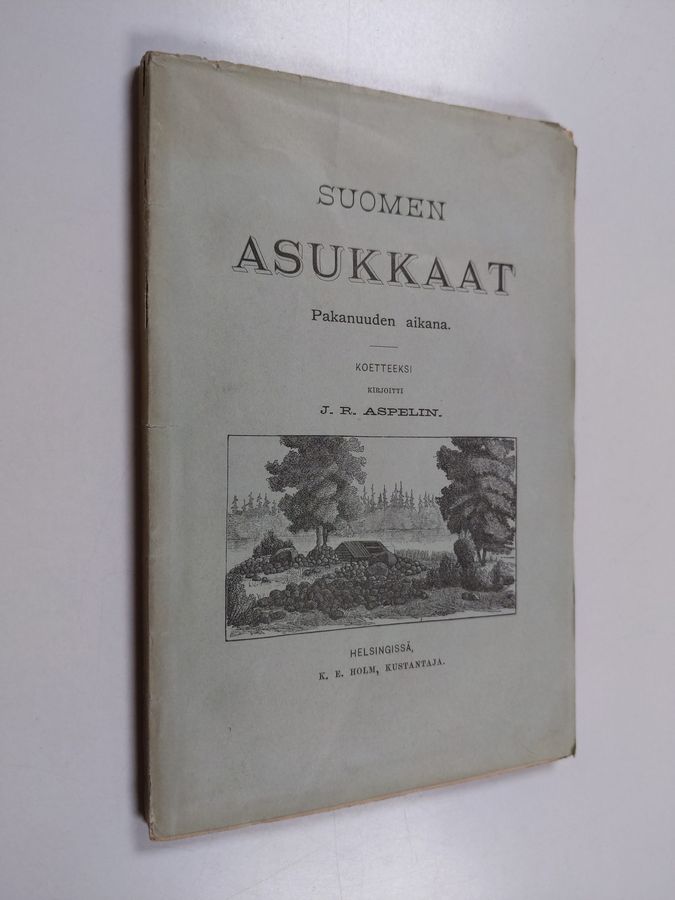 SUOMEN
ASUKKAAT
Pakanuuden aikana.
KOETTEEKSI
KIRJOITTI
J. R. ASPELIN.
HELSINGISSÄ,
K. E. HOLM, KUSTANTAJA.